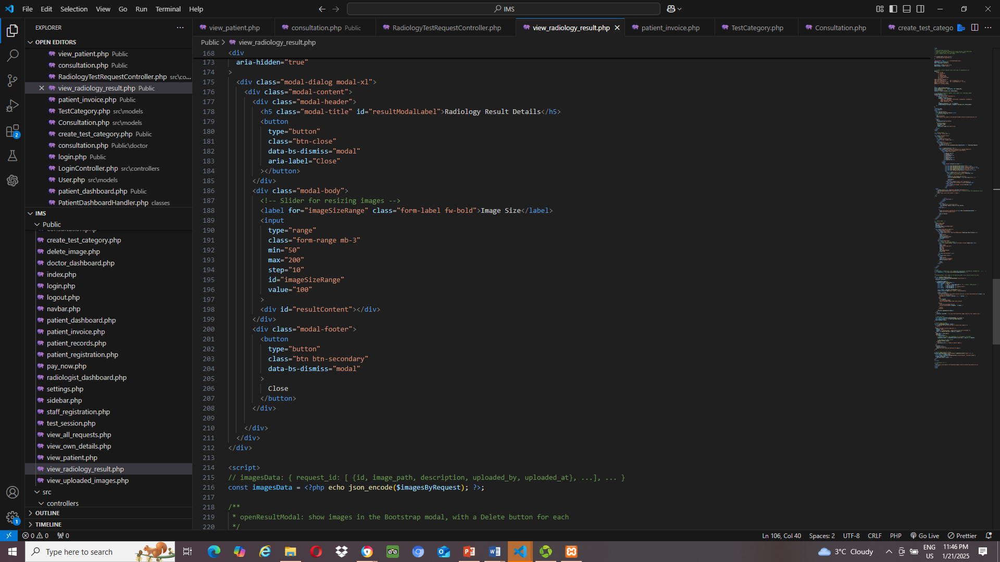 File Edit Selection View Go Run Terminal Help
IMS
EXPLORER
OPEN EDITORS
view_patient.php Public
consultation.php Public
RadiologyTestRequestController.php src\co...
view_radiology_result.php Public
patient_invoice.php Public
TestCategory.php src\models
Consultation.php src\models
create_test_category.php Public
consultation.php Public\doctor
login.php Public
LoginController.php src\controllers
User.php src\models
patient_dashboard.php Public
PatientDashboardHandler.php classes
IMS
Public
consultation.php
create_test_category.php
delete_image.php
doctor_dashboard.php
index.php
login.php
logout.php
navbar.php
patient_dashboard.php
patient_invoice.php
patient_records.php
patient_registration.php
pay_now.php
radiologist_dashboard.php
settings.php
sidebar.php
staff_registration.php
test_session.php
view_all_requests.php
view_own_details.php
view_patient.php
view_radiology_result.php
view_uploaded_images.php
src
controllers
OUTLINE
TIMELINE
view_patient.php consultation.php Public RadiologyTestRequestController.php view_radiology_result.php patient_invoice.php TestCategory.php Consultation.php create_test_catego
Public > view_radiology_result.php
168 <div
173 aria-hidden="true"
174 >
175 <div class="modal-dialog modal-xl">
176 <div class="modal-content">
177 <div class="modal-header">
178 <h5 class="modal-title" id="resultModalLabel">Radiology Result Details</h5>
179 <button
180 type="button"
181 class="btn-close"
182 data-bs-dismiss="modal"
183 aria-label="Close"
184 ></button>
185 </div>
186 <div class="modal-body">
187 <!-- Slider for resizing images -->
188 <label for="imageSizeRange" class="form-label fw-bold">Image Size</label>
189 <input
190 type="range"
191 class="form-range mb-3"
192 min="50"
193 max="200"
194 step="10"
195 id="imageSizeRange"
196 value="100"
197 >
198 <div id="resultContent"></div>
199 </div>
200 <div class="modal-footer">
201 <button
202 type="button"
203 class="btn btn-secondary"
204 data-bs-dismiss="modal"
205 >
206 Close
207 </button>
208 </div>
209
210 </div>
211 </div>
212 </div>
213
214 <script>
215 // imagesData: { request_id: [ {id, image_path, description, uploaded_by, uploaded_at}, ...], ... }
216 const imagesData = <?php echo json_encode($imagesByRequest); ?>;
217
218 /**
219 * openResultModal: show images in the Bootstrap modal, with a Delete button for each
220 */
2
1
0 0 0
Ln 106, Col 40 Spaces: 2 UTF-8 CRLF PHP Go Live Prettier
Type here to search
3°C Cloudy
ENG
US
11:46 PM
1/21/2025